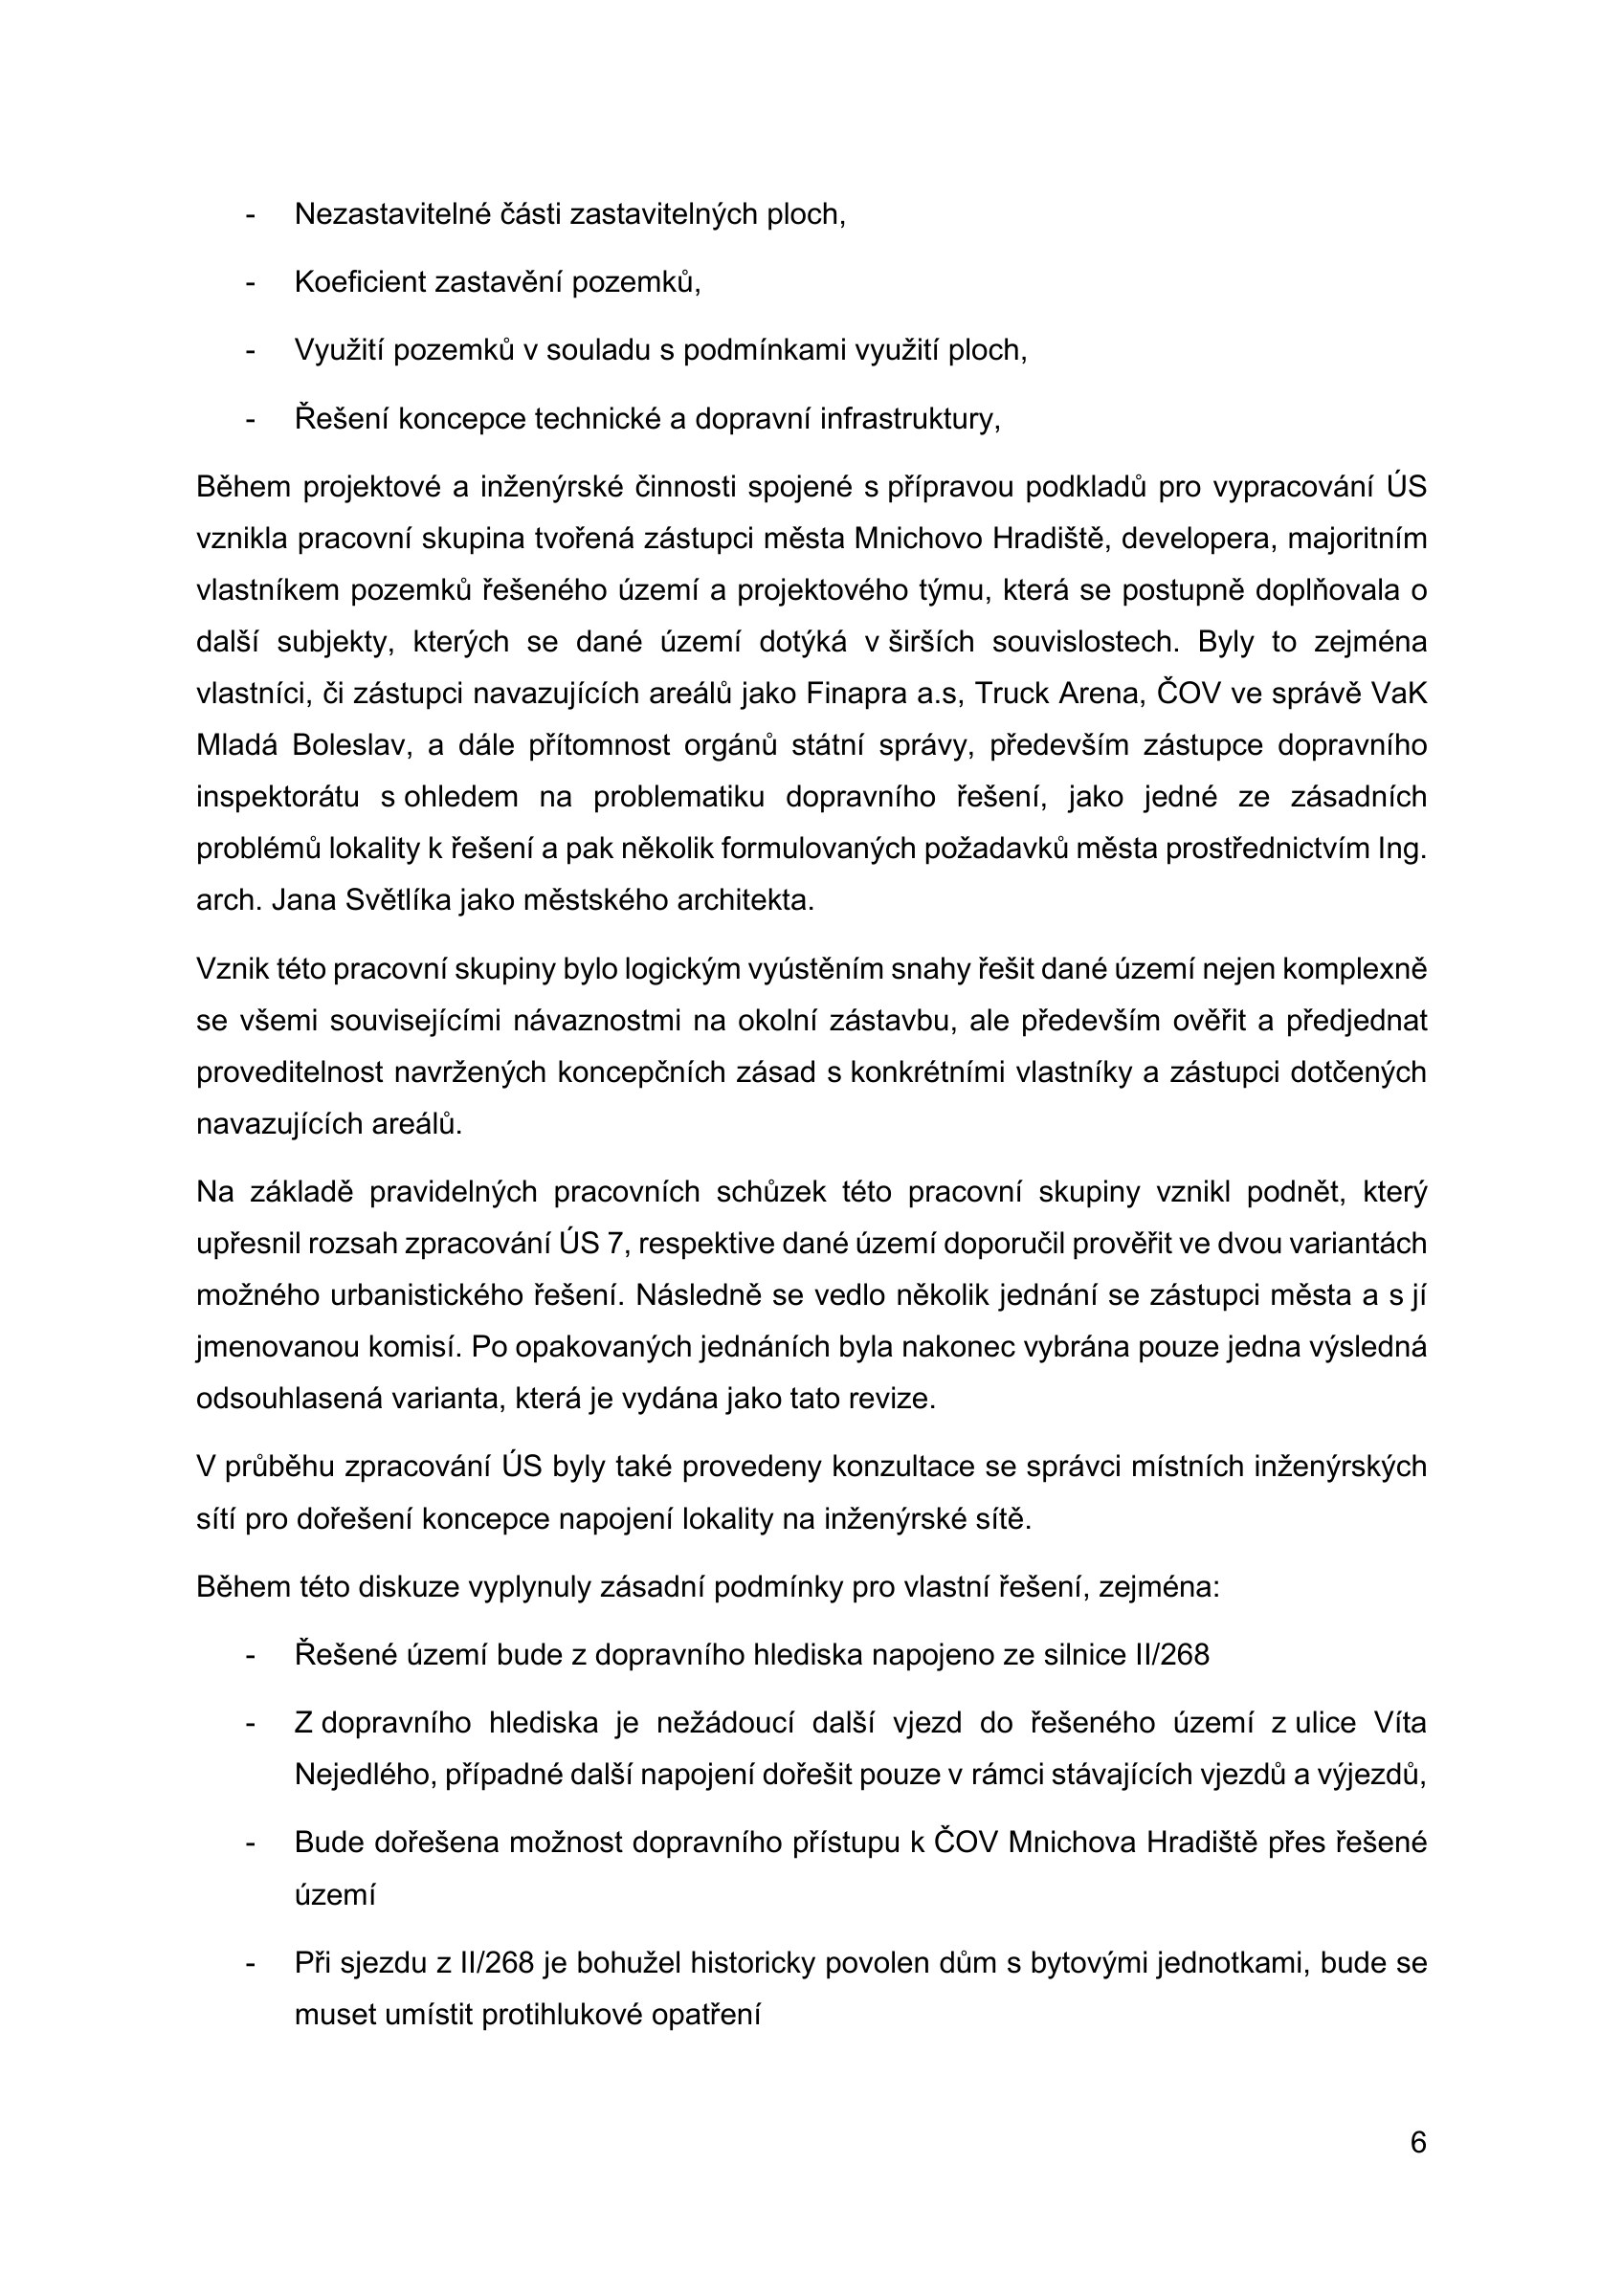 - Nezastavitelné části zastavitelných ploch,
- Koeficient zastavění pozemků,
- Využití pozemků v souladu s podmínkami využití ploch,
- Řešení koncepce technické a dopravní infrastruktury,
Během projektové a inženýrské činnosti spojené s přípravou podkladů pro vypracování ÚS
vznikla pracovní skupina tvořená zástupci města Mnichovo Hradiště, developera, majoritním
vlastníkem pozemků řešeného území a projektového týmu, která se postupně doplňovala o
další subjekty, kterých se dané území dotýká v širších souvislostech. Byly to zejména
vlastníci, či zástupci navazujících areálů jako Finapra a.s, Truck Arena, ČOV ve správě VaK
Mladá Boleslav, a dále přítomnost orgánů státní správy, především zástupce dopravního
inspektorátu s ohledem na problematiku dopravního řešení, jako jedné ze zásadních
problémů lokality k řešení a pak několik formulovaných požadavků města prostřednictvím Ing.
arch. Jana Světlíka jako městského architekta.
Vznik této pracovní skupiny bylo logickým vyústěním snahy řešit dané území nejen komplexně
se všemi souvisejícími návaznostmi na okolní zástavbu, ale především ověřit a předjednat
proveditelnost navržených koncepčních zásad s konkrétními vlastníky a zástupci dotčených
navazujících areálů.
Na základě pravidelných pracovních schůzek této pracovní skupiny vznikl podnět, který
upřesnil rozsah zpracování ÚS 7, respektive dané území doporučil prověřit ve dvou variantách
možného urbanistického řešení. Následně se vedlo několik jednání se zástupci města a s jí
jmenovanou komisí. Po opakovaných jednáních byla nakonec vybrána pouze jedna výsledná
odsouhlasená varianta, která je vydána jako tato revize.
V průběhu zpracování ÚS byly také provedeny konzultace se správci místních inženýrských
sítí pro dořešení koncepce napojení lokality na inženýrské sítě.
Během této diskuze vyplynuly zásadní podmínky pro vlastní řešení, zejména:
- Řešené území bude z dopravního hlediska napojeno ze silnice II/268
- Z dopravního hlediska je nežádoucí další vjezd do řešeného území z ulice Víta
Nejedlého, případné další napojení dořešit pouze v rámci stávajících vjezdů a výjezdů,
- Bude dořešena možnost dopravního přístupu k ČOV Mnichova Hradiště přes řešené
území
- Při sjezdu z II/268 je bohužel historicky povolen dům s bytovými jednotkami, bude se
muset umístit protihlukové opatření
6